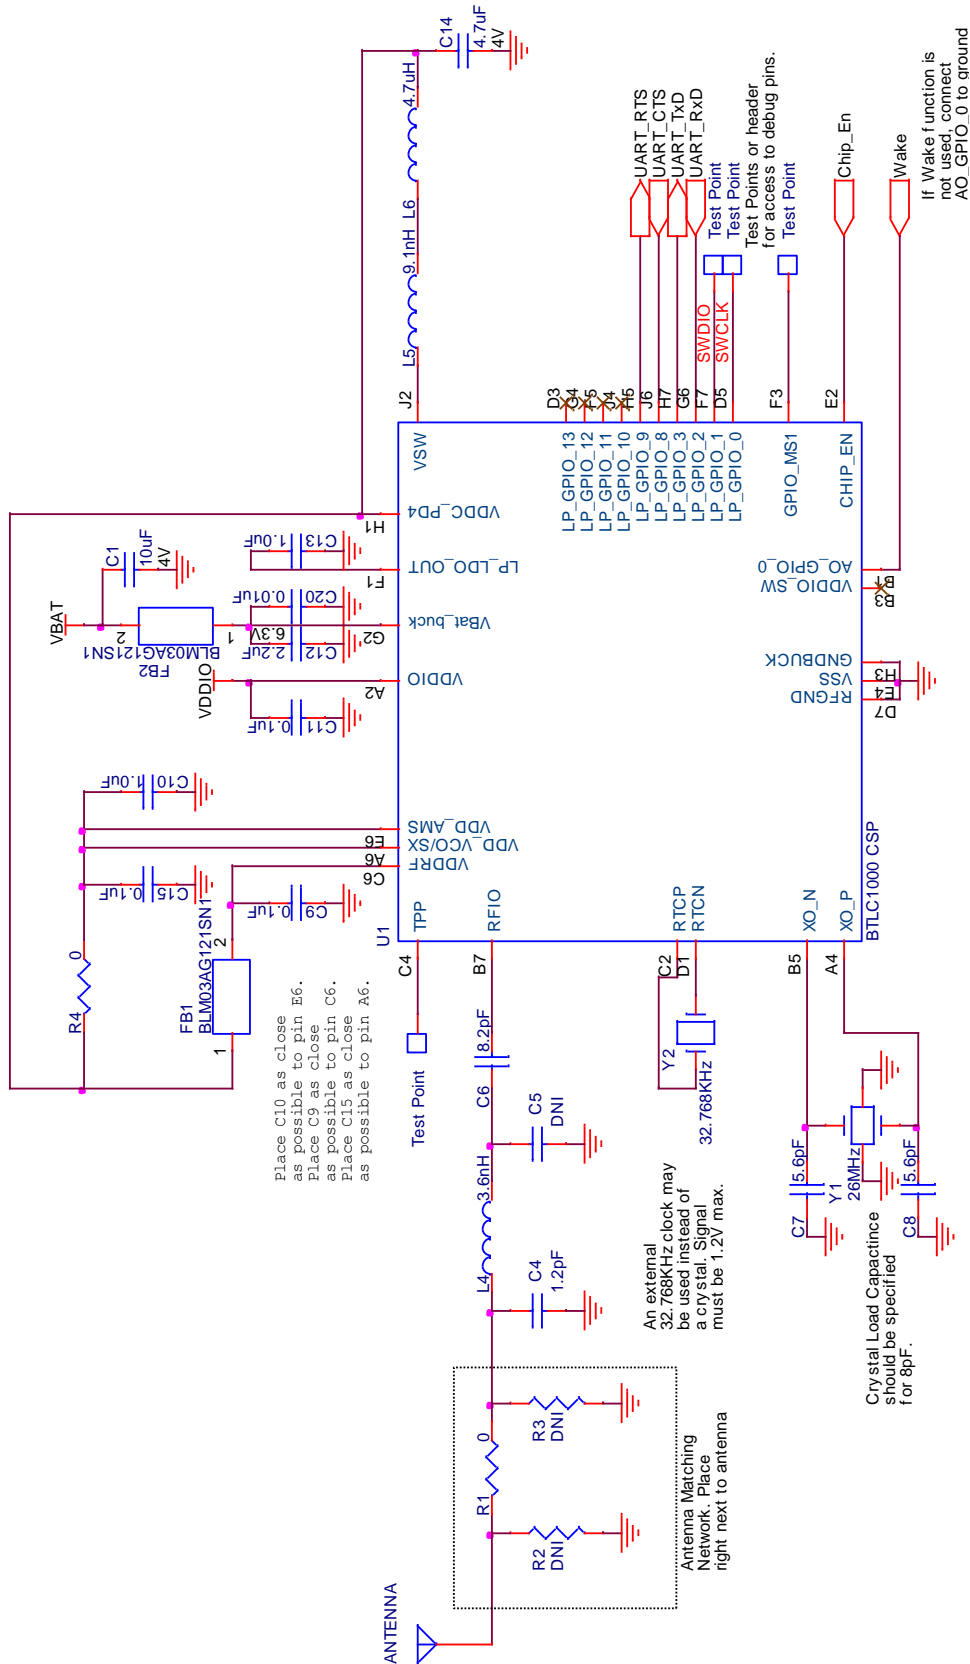 ANTENNA
R2
DNI
R1
0
R3
DNI
Antenna Matching
Network. Place
right next to antenna
C4
1.2pF
L4
3.6nH
C5
DNI
C6
8.2pF
Test Point
Place C10 as close
as possible to pin E6.
Place C9 as close
as possible to pin C6.
Place C15 as close
as possible to pin A6.
An external
32.768KHz clock may
be used instead of
a crystal. Signal
must be 1.2V max.
Y2
32.768KHz
Crystal Load Capactince
should be specified
for 8pF.
C7
5.6pF
Y1
26MHz
C8
5.6pF
R4
0
FB1
BLM03AG121SN1
1
2
C15
0.1uF
C10
1.0uF
C9
0.1uF
VDDIO
C11
0.1uF
VBAT
2
1
FB2
BLM03AG121SN1
C1
10uF
4V
C12
2.2uF
6.3V
C20
0.01uF
C13
1.0uF
U1
BTLC1000 CSP
C4
TPP
B7
RFIO
C2
RTCP
D1
RTCN
B5
XO_N
A4
XO_P
C6
VDDRF
A6
VDD_VCO/SX
E6
VDD_AMS
A2
VDDIO
G2
VBat_buck
F1
LP_LDO_OUT
H1
VDDC_PD4
D7
RFGND
E4
VSS
H3
GNDBUCK
B3
VDDIO_SW
B1
AO_GPIO_0
J2
VSW
D3
LP_GPIO_13
G4
LP_GPIO_12
F5
LP_GPIO_11
J4
LP_GPIO_10
H5
LP_GPIO_9
J6
LP_GPIO_8
H7
LP_GPIO_3
G6
LP_GPIO_2
F7
LP_GPIO_1
D5
LP_GPIO_0
F3
GPIO_MS1
E2
CHIP_EN
L5
9.1nH
L6
4.7uH
C14
4.7uF
4V
UART_RTS
UART_CTS
UART_TxD
UART_RxD
SWDIO
SWCLK
Test Point
Test Point
Test Points or header
for access to debug pins.
Test Point
Chip_En
Wake
If Wake function is
not used, connect
AO_GPIO_0 to ground